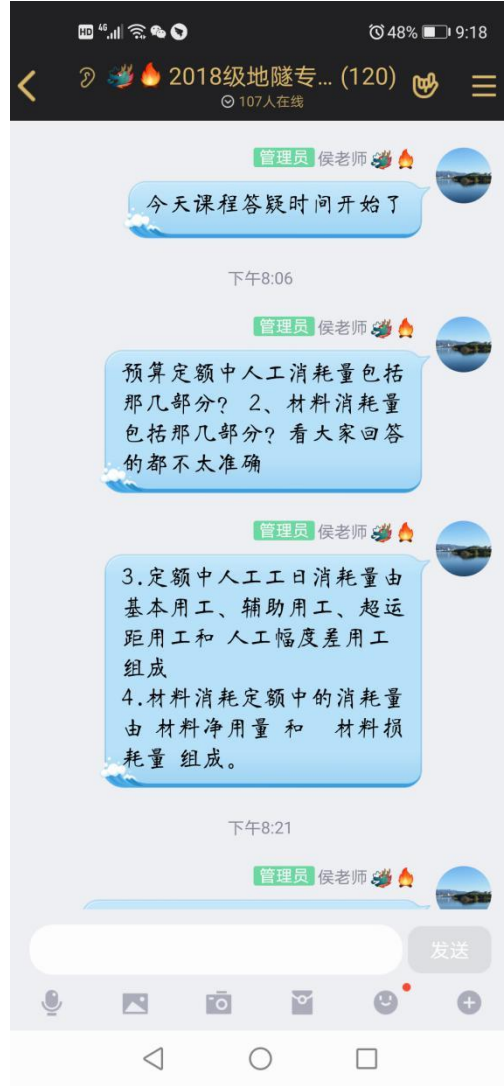 HD 46 48% 9:18
2018级地隧专... (120)
107人在线
管理员 侯老师
今天课程答疑时间开始了
下午8:06
管理员 侯老师
预算定额中人工消耗量包括
那几部分? 2、材料消耗量
包括那几部分? 看大家回答
的都不太准确
管理员 侯老师
3.定额中人工工日消耗量由
基本用工、辅助用工、超运
距用工和 人工幅度差用工
组成
4.材料消耗定额中的消耗量
由 材料净用量 和 材料损
耗量 组成。
下午8:21
管理员 侯老师
发送